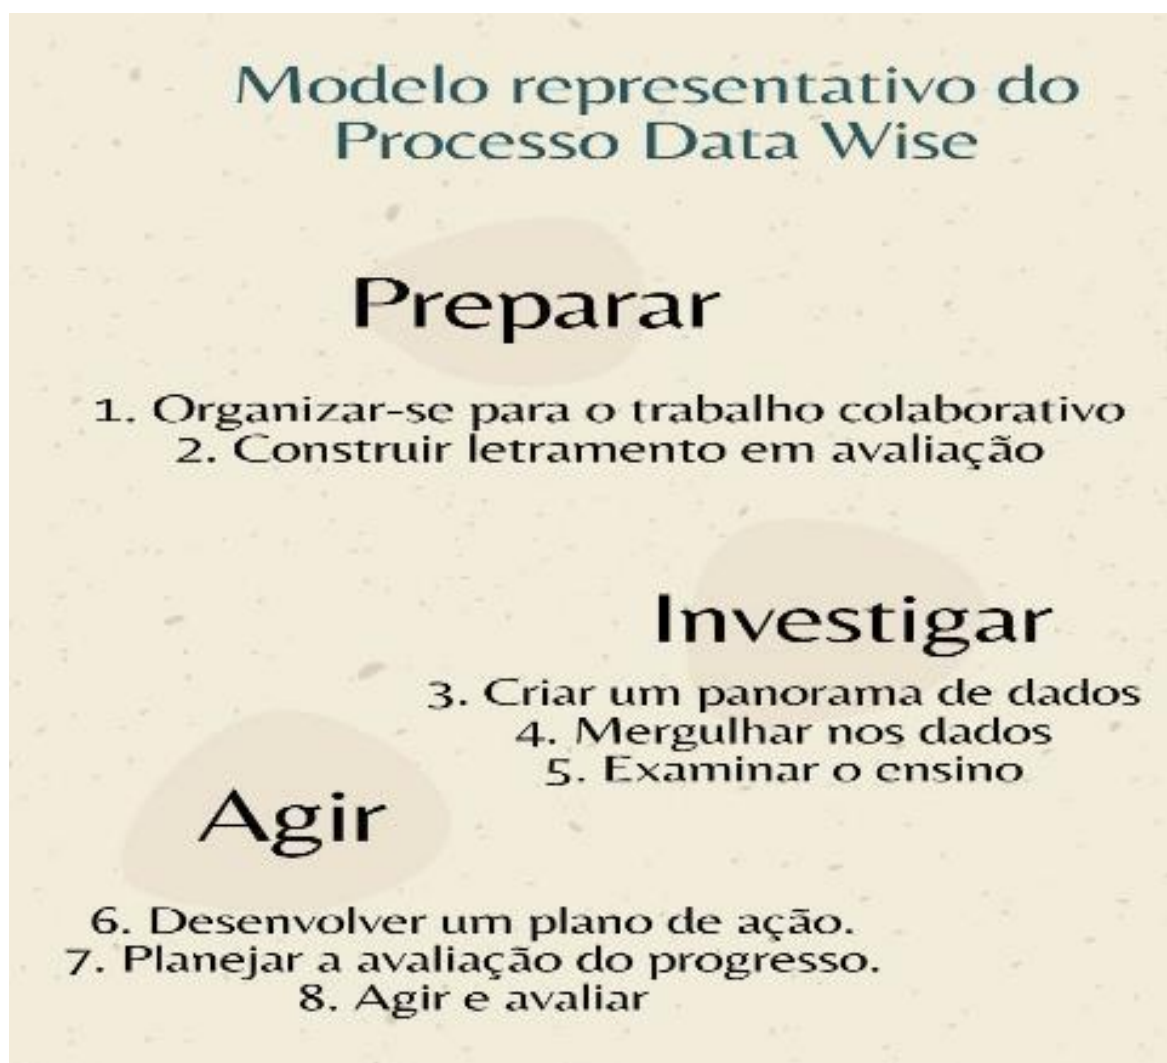 Modelo representativo do
Processo Data Wise
Preparar
1. Organizar-se para o trabalho colaborativo
2. Construir letramento em avaliação
Investigar
3. Criar um panorama de dados
4. Mergulhar nos dados
5. Examinar o ensino
Agir
6. Desenvolver um plano de ação.
7. Planejar a avaliação do progresso.
8. Agir e avaliar